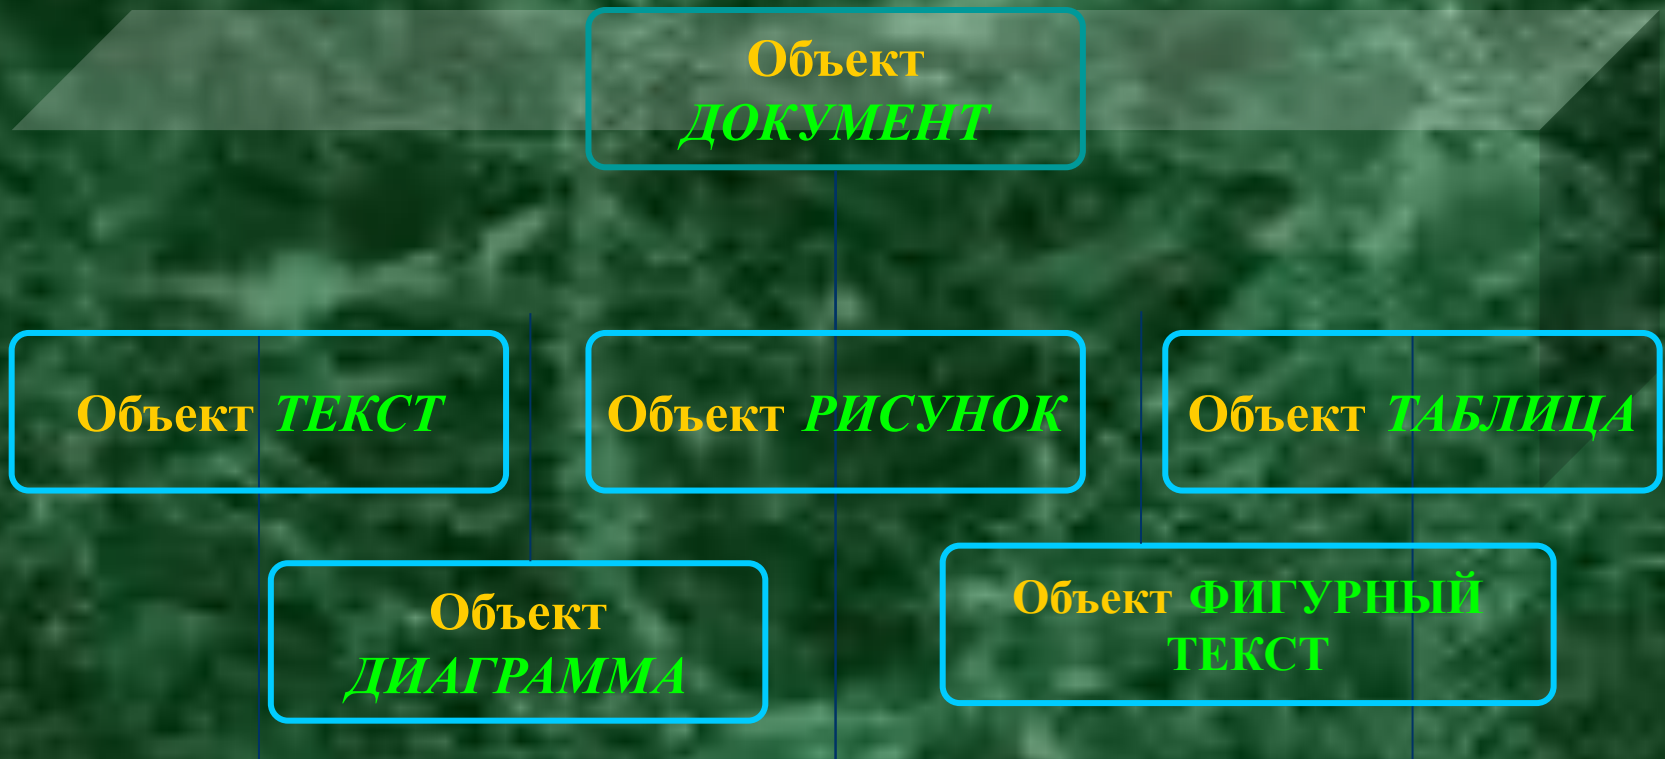 Объект
ДОКУМЕНТ
Объект ТЕКСТ
Объект РИСУНОК
Объект ТАБЛИЦА
Объект
ДИАГРАММА
Объект ФИГУРНЫЙ
ТЕКСТ